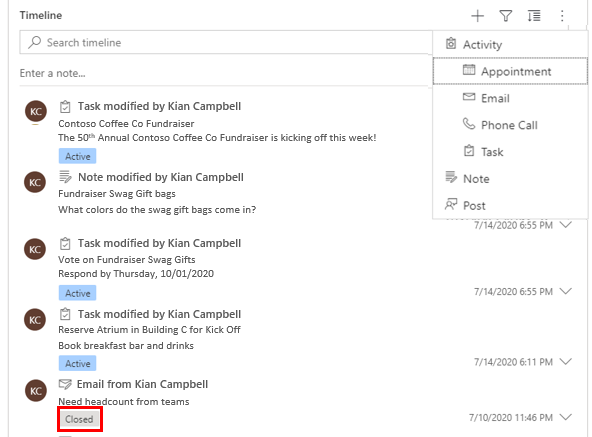 Timeline
Search timeline
Enter a note...
Activity
Appointment
Email
Phone Call
Task
Note
Post
KC
Task modified by Kian Campbell
Contoso Coffee Co Fundraiser
The 50th Annual Contoso Coffee Co Fundraiser is kicking off this week!
Active
KC
Note modified by Kian Campbell
Fundraiser Swag Gift bags
What colors do the swag gift bags come in?
7/14/2020 6:55 PM
KC
Task modified by Kian Campbell
Vote on Fundraiser Swag Gifts
Respond by Thursday, 10/01/2020
Active
7/14/2020 6:55 PM
KC
Task modified by Kian Campbell
Reserve Atrium in Building C for Kick Off
Book breakfast bar and drinks
Active
7/14/2020 6:11 PM
KC
Email from Kian Campbell
Need headcount from teams
Closed
7/10/2020 11:46 PM